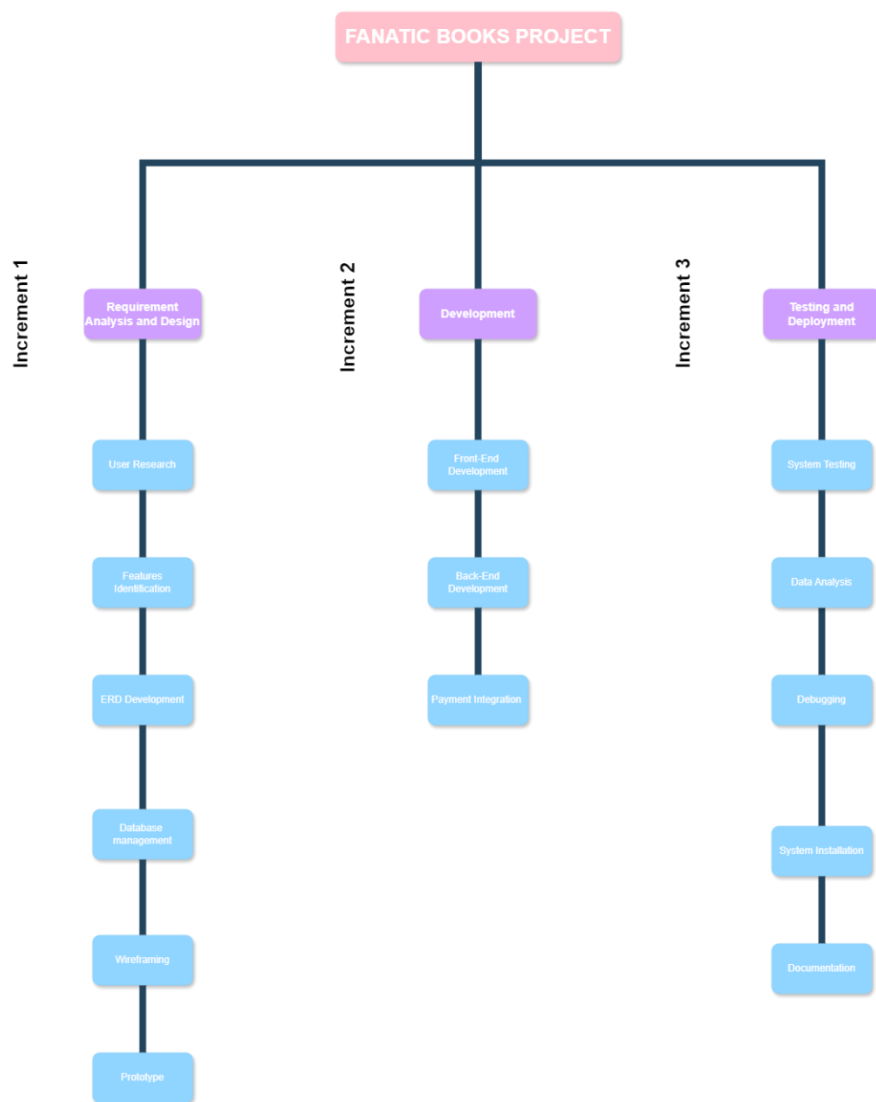 FANATIC BOOKS PROJECT
Increment 1
Requirement
Analysis and Design
User Research
Features
Identification
ERD Development
Database
management
Wireframing
Prototype
Increment 2
Development
Front-End
Development
Back-End
Development
Payment Integration
Increment 3
Testing and
Deployment
System Testing
Data Analysis
Debugging
System Installation
Documentation